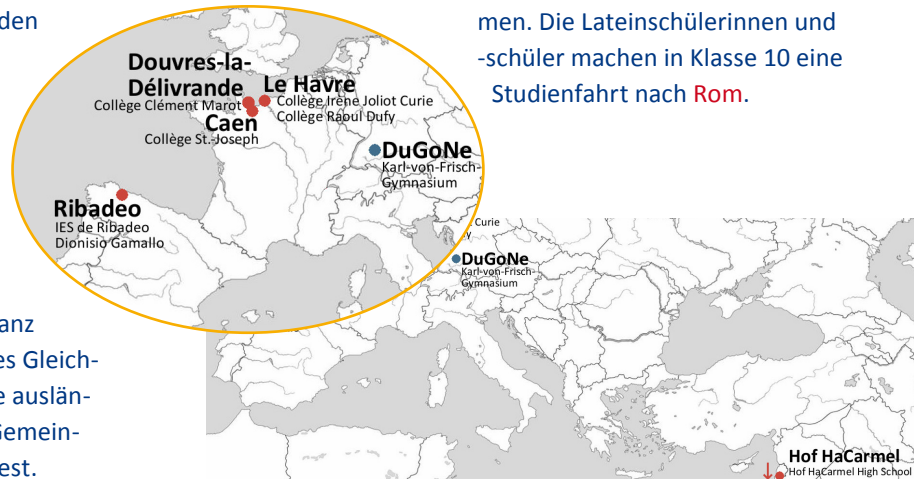 den
men. Die Lateinschülerinnen und
-schüler machen in Klasse 10 eine
Studienfahrt nach Rom.
Douvres-la-
Délivrande
Collège Clément Marot
Le Havre
Collège Irène Joliot Curie
Collège Raoul Dufy
Caen
Collège St.-Joseph
DuGoNe
Karl-von-Frisch-
Gymnasium
Ribadeo
IES de Ribadeo
Dionisio Gamallo
Curie
DuGoNe
Karl-von-Frisch-
Gymnasium
anz
es Gleich-
e auslän-
Gemein-
est.
Hof HaCarmel
Hof HaCarmel High School